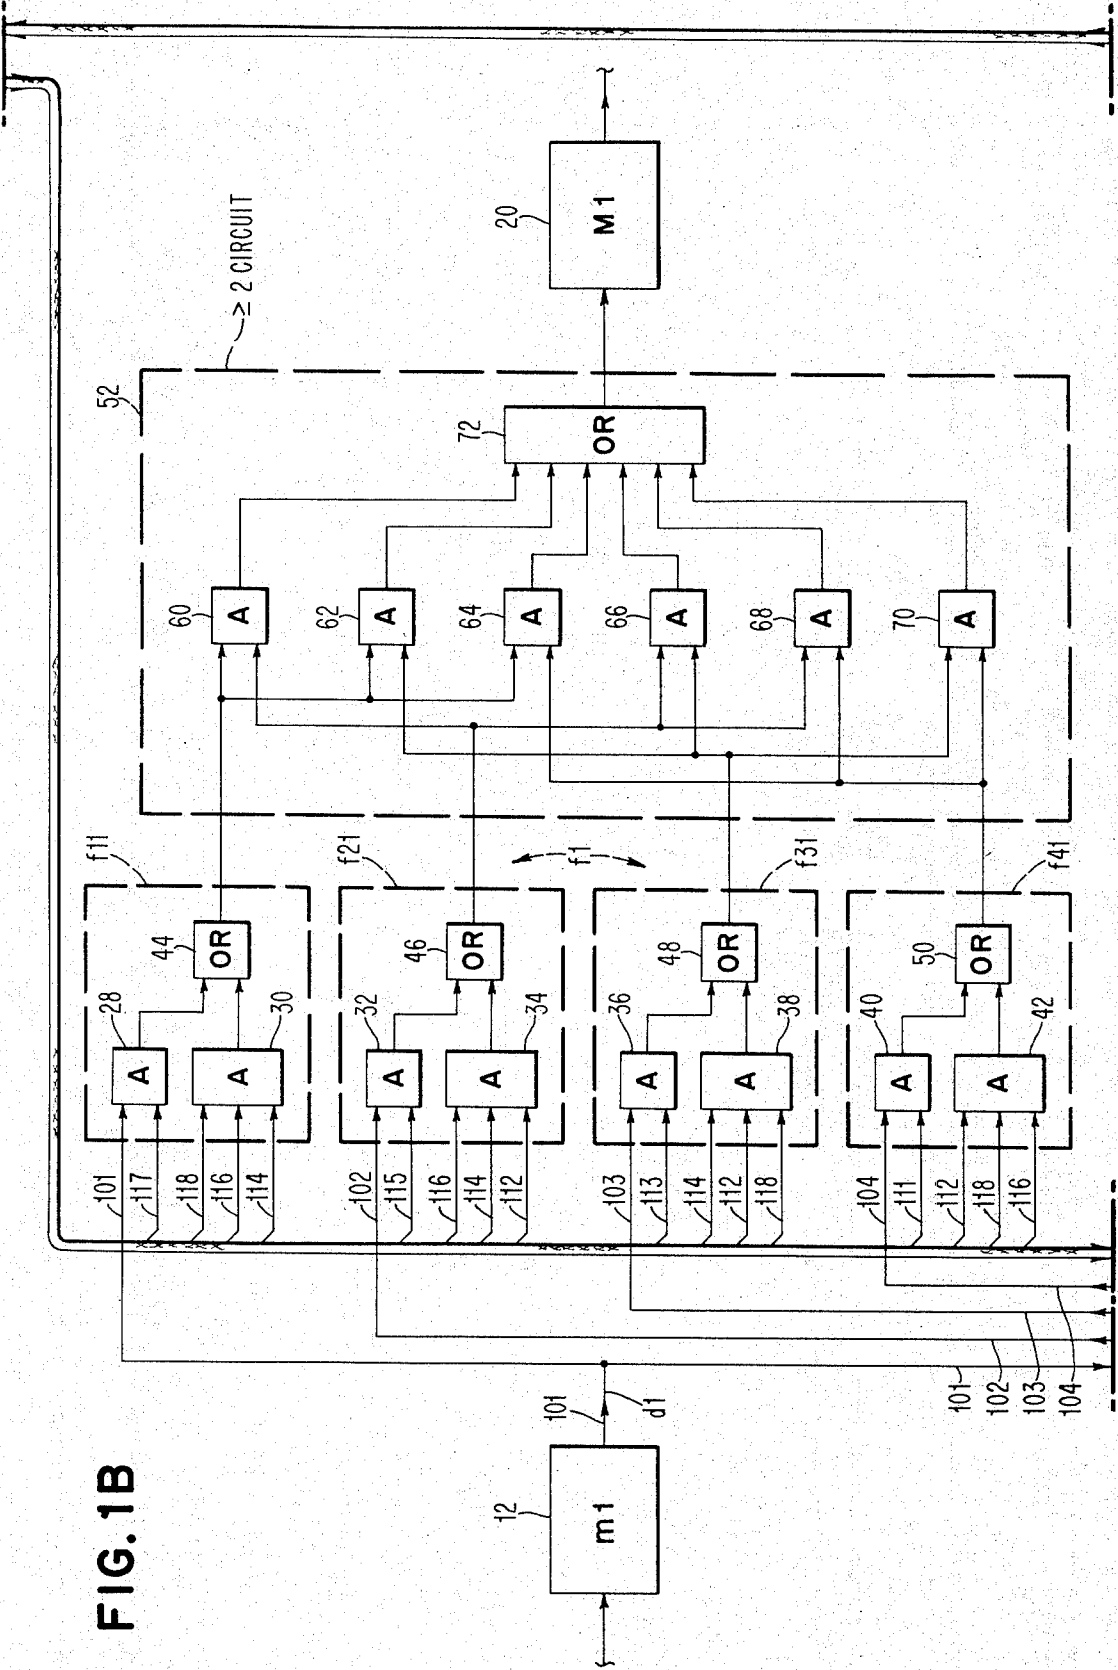 FIG. 1B
12
m1
101
d1
101
102
103
104
101
117
118
116
114
102
115
116
114
112
103
113
114
112
118
104
111
112
118
116
f11
28
A
30
A
44
OR
f21
32
A
34
A
46
OR
f1
f31
36
A
38
A
48
OR
f41
40
A
42
A
50
OR
52
≥ 2 CIRCUIT
60
A
62
A
64
A
66
A
68
A
70
A
72
OR
20
M1